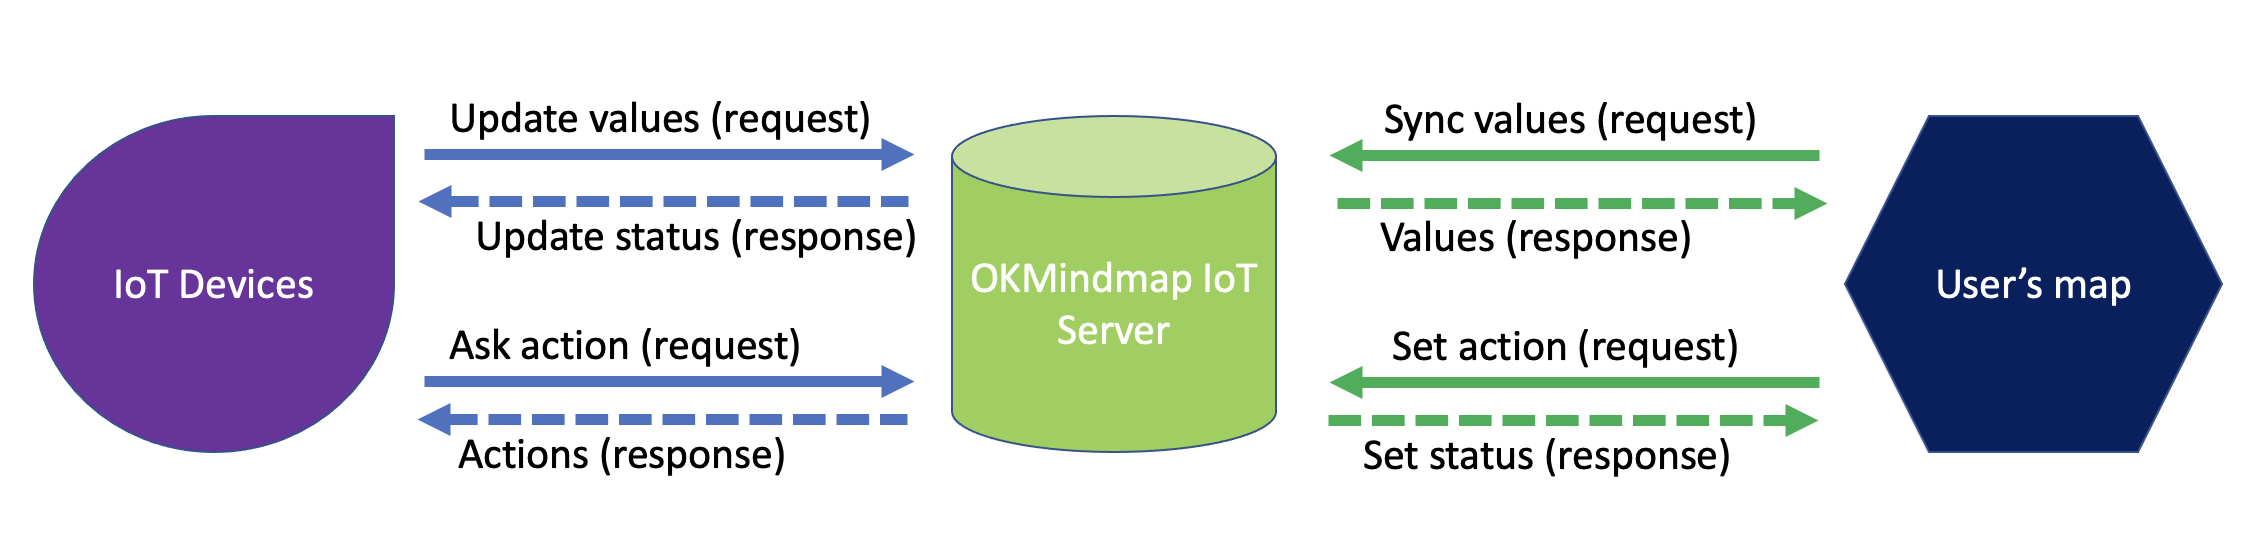 Update values (request)
Update status (response)
Ask action (request)
Actions (response)
IoT Devices
OKMindmap IoT
Server
Sync values (request)
Values (response)
Set action (request)
Set status (response)
User’s map